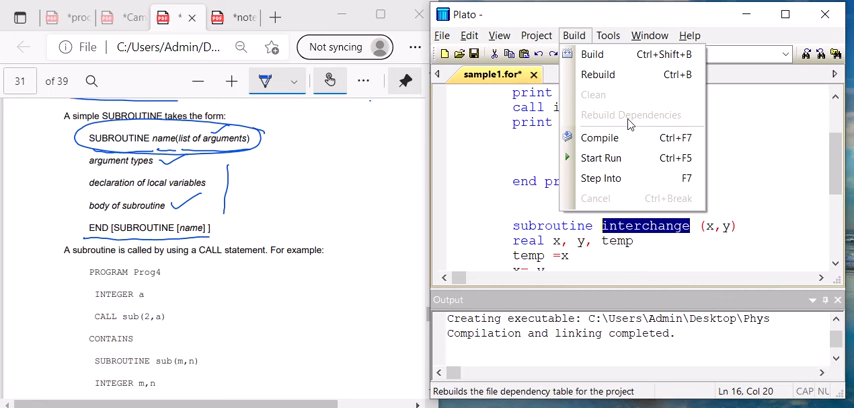 *proc
*Cam
*
*note
File
C:/Users/Admin/D...
Not syncing
31 of 39
A simple SUBROUTINE takes the form:
SUBROUTINE name(list of arguments)
argument types
declaration of local variables
body of subroutine
END [SUBROUTINE [name] ]
A subroutine is called by using a CALL statement. For example:
PROGRAM Prog4
INTEGER a
CALL sub(2,a)
CONTAINS
SUBROUTINE sub(m,n)
INTEGER m,n
Plato -
File Edit View Project Build Tools Window Help
Build Ctrl+Shift+B
Rebuild Ctrl+B
Clean
Rebuild Dependencies
Compile Ctrl+F7
Start Run Ctrl+F5
Step Into F7
Cancel Ctrl+Break
sample1.for*
print
call i
print
end p
subroutine interchange (x,y)
real x, y, temp
temp =x
x= y
Output
Creating executable: C:\Users\Admin\Desktop\Phys
Compilation and linking completed.
Rebuilds the file dependency table for the project
Ln 16, Col 20
CAP
NU